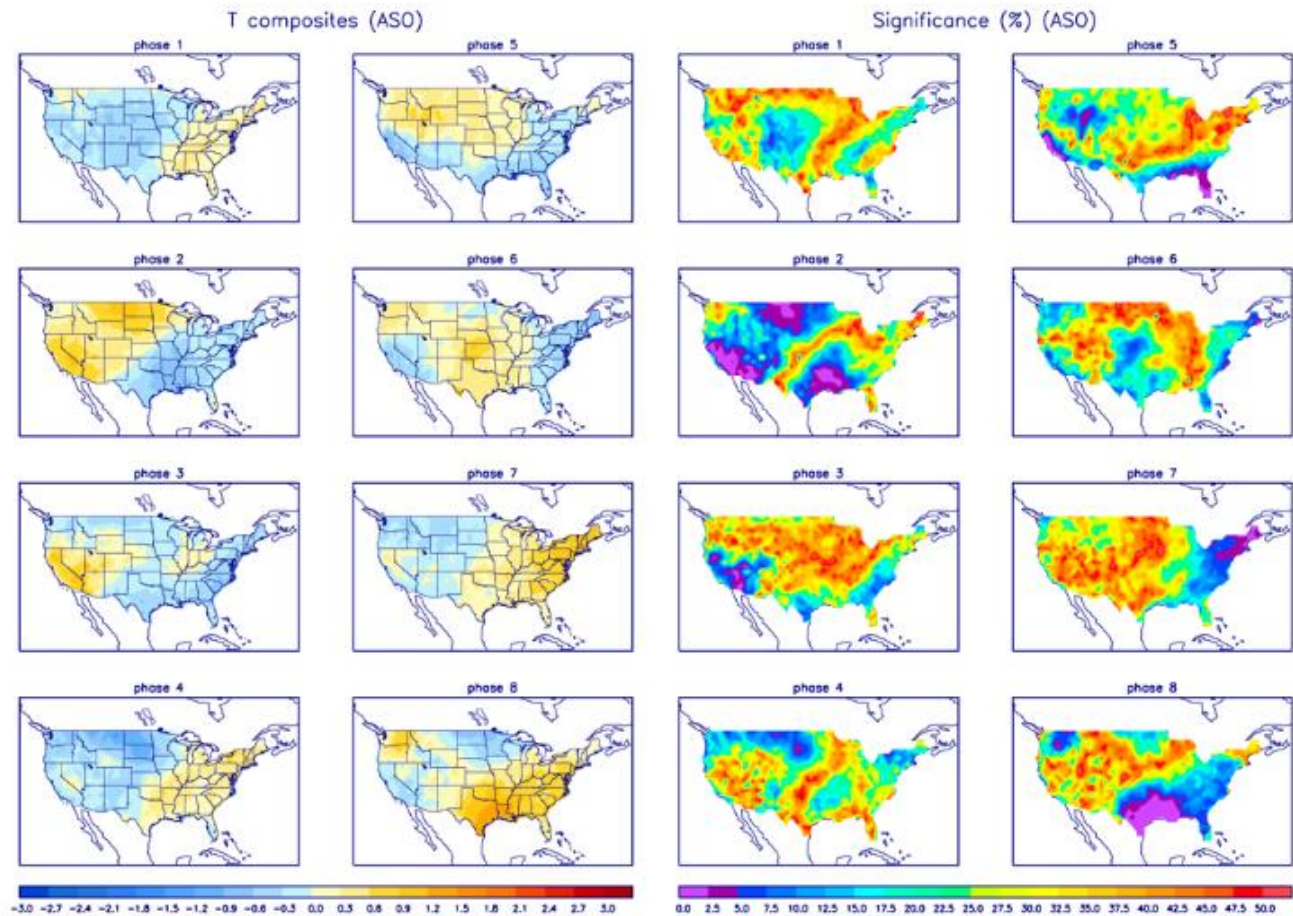 T composites (ASO)
Significance (%) (ASO)
phase 1
phase 5
phase 1
phase 5
phase 2
phase 6
phase 2
phase 6
phase 3
phase 7
phase 3
phase 7
phase 4
phase 8
phase 4
phase 8
−3.0 −2.7 −2.4 −2.1 −1.8 −1.5 −1.2 −0.9 −0.6 −0.3 0.0 0.3 0.6 0.9 1.2 1.5 1.8 2.1 2.4 2.7 3.0
0.0 2.5 5.0 7.5 10.0 12.5 15.0 17.5 20.0 22.5 25.0 27.5 30.0 32.5 35.0 37.5 40.0 42.5 45.0 47.5 50.0